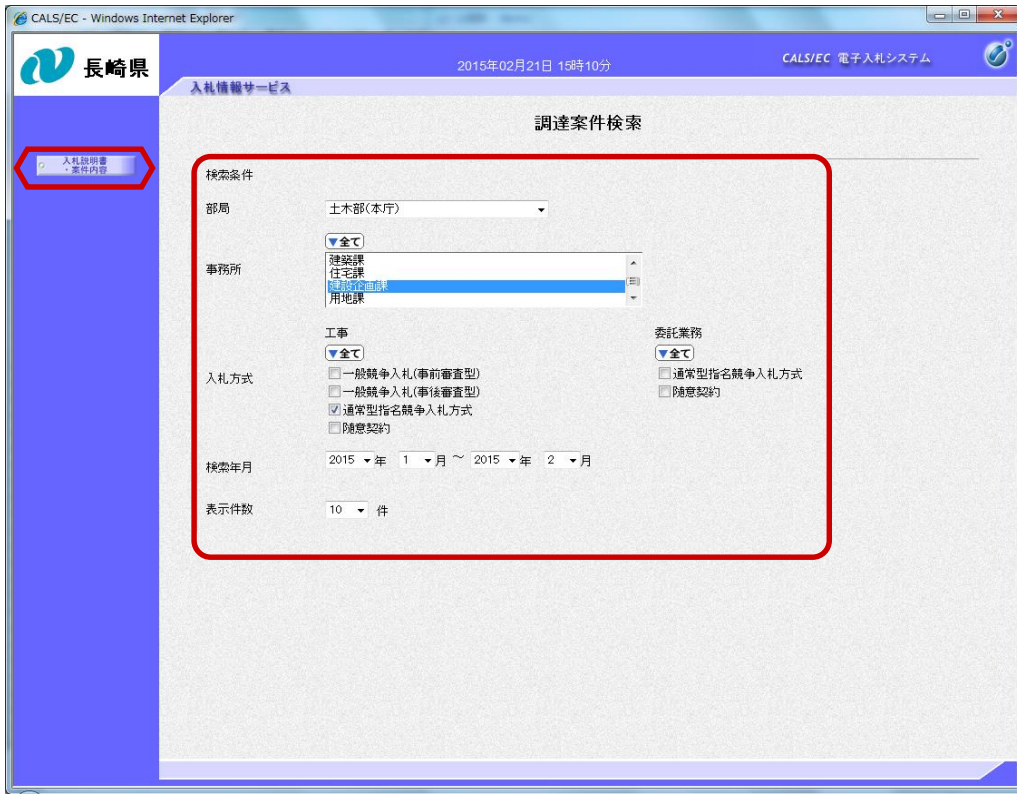 CALS/EC - Windows Internet Explorer
長崎県
2015年02月21日 15時10分
CALS/EC 電子入札システム
入札情報サービス
調達案件検索
入札説明書
・案件内容
検索条件
部局 土木部(本庁)
▼全て
事務所
建築課
住宅課
建設企画課
用地課
工事 委託業務
▼全て ▼全て
入札方式
一般競争入札(事前審査型) 通常型指名競争入札方式
一般競争入札(事後審査型) 随意契約
通常型指名競争入札方式
随意契約
検索年月 2015 年 1 月 ~ 2015 年 2 月
表示件数 10 件